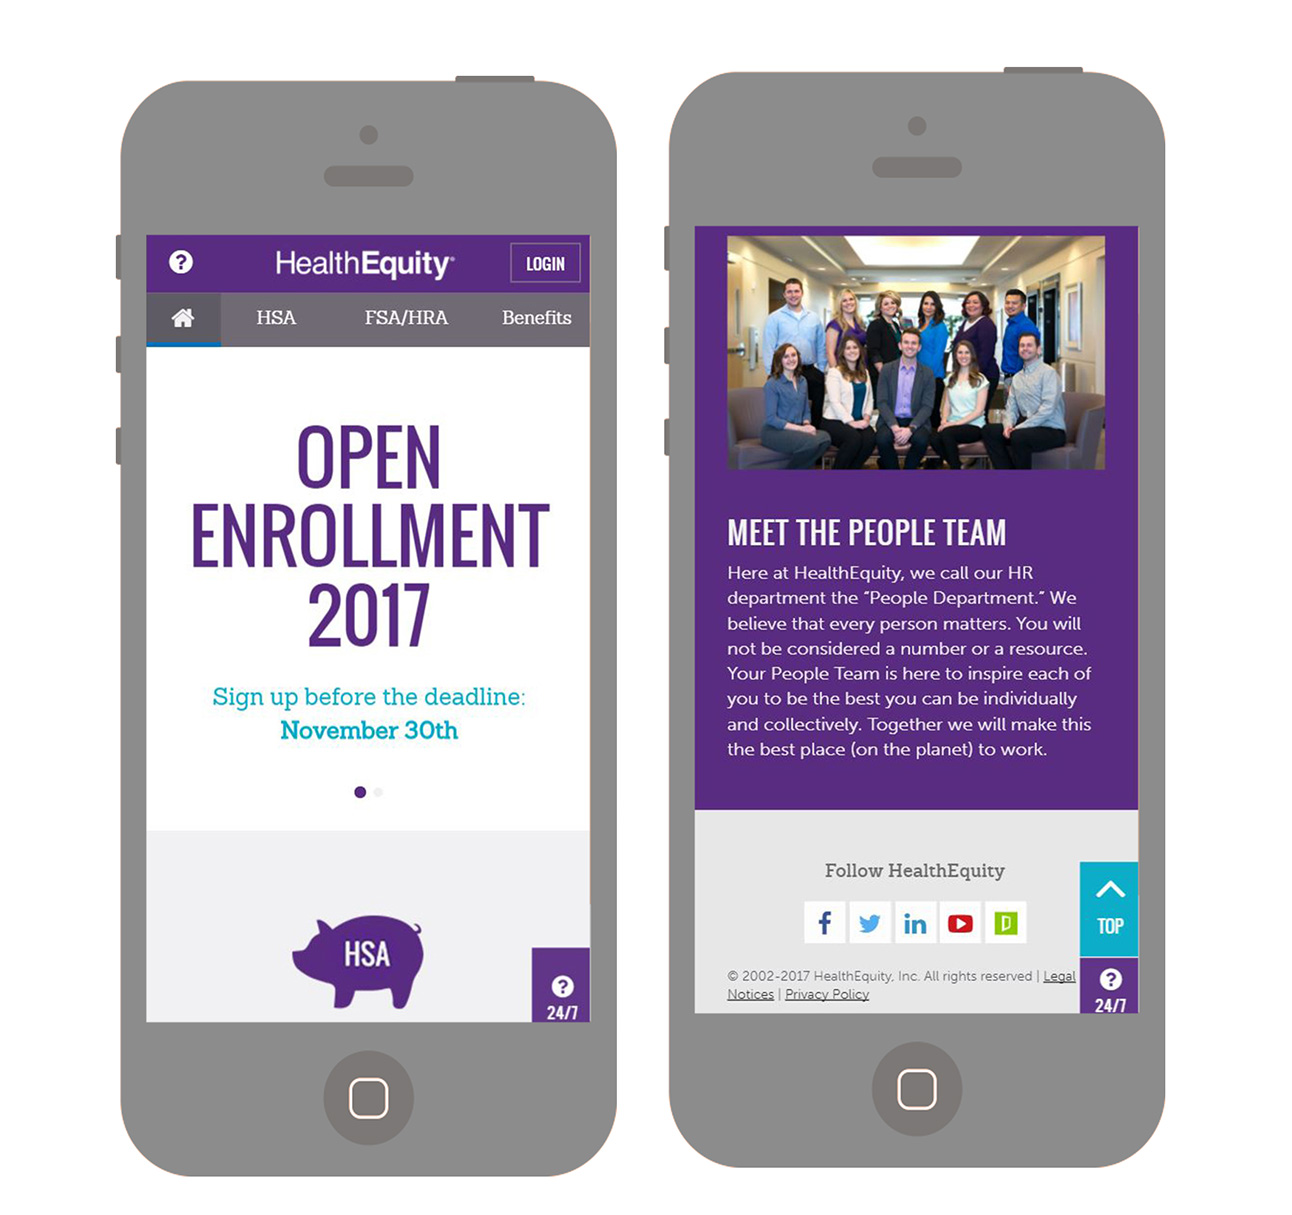 HealthEquity®
LOGIN
HSA
FSA/HRA
Benefits
OPEN
ENROLLMENT
2017
Sign up before the deadline:
November 30th
HSA
24/7
MEET THE PEOPLE TEAM
Here at HealthEquity, we call our HR
department the “People Department.” We
believe that every person matters. You will
not be considered a number or a resource.
Your People Team is here to inspire each of
you to be the best you can be individually
and collectively. Together we will make this
the best place (on the planet) to work.
Follow HealthEquity
TOP
© 2002-2017 HealthEquity, Inc. All rights reserved | Legal
Notices | Privacy Policy
24/7